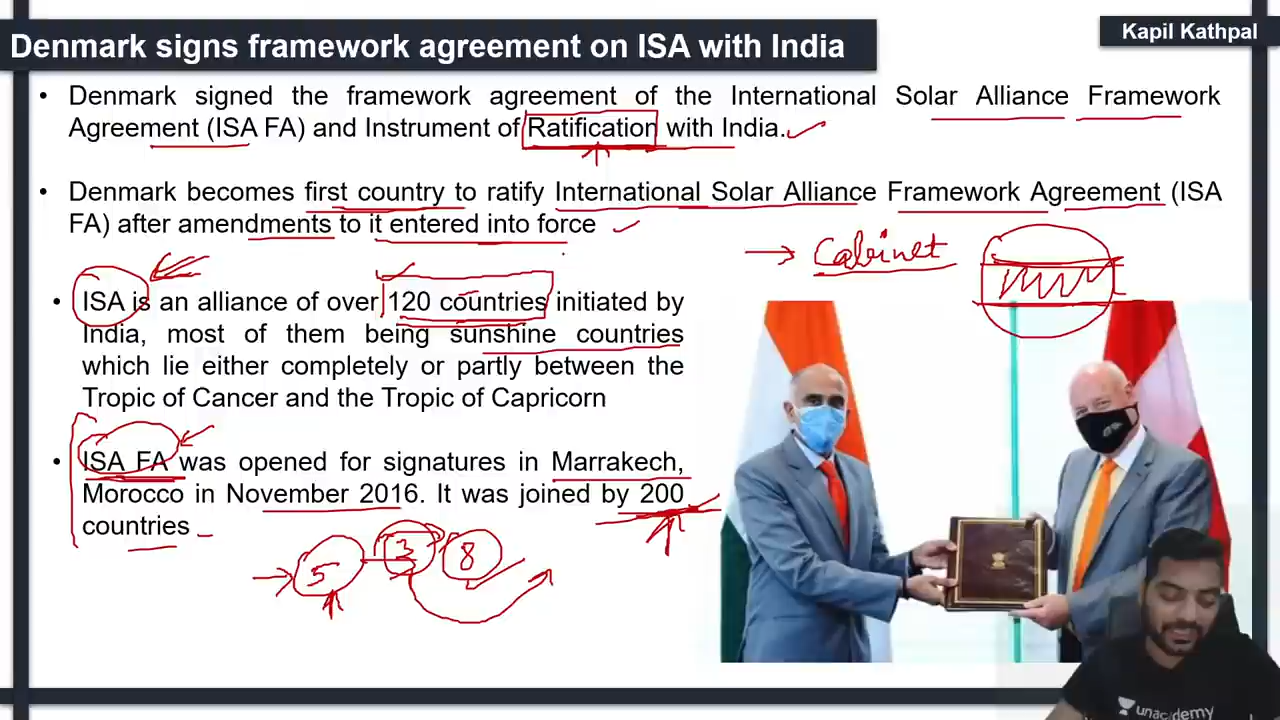 Denmark signs framework agreement on ISA with India
Kapil Kathpal
• Denmark signed the framework agreement of the International Solar Alliance Framework
Agreement (ISA FA) and Instrument of Ratification with India.
• Denmark becomes first country to ratify International Solar Alliance Framework Agreement (ISA
FA) after amendments to it entered into force
→ Cabinet
• ISA is an alliance of over 120 countries initiated by
India, most of them being sunshine countries
which lie either completely or partly between the
Tropic of Cancer and the Tropic of Capricorn
• ISA FA was opened for signatures in Marrakech,
Morocco in November 2016. It was joined by 200
countries
5 3 8
unacademy